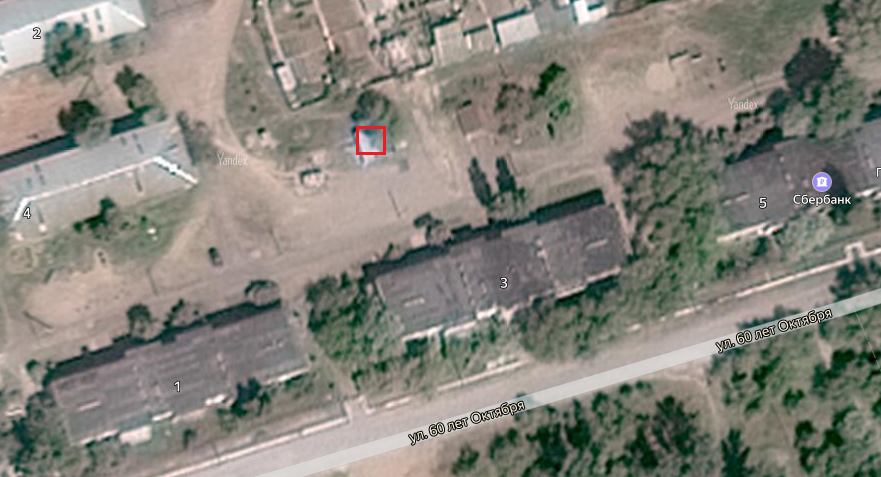 2
Yandex
Yandex
4
5
Сбербанк
3
ул. 60 лет Октября
1
ул. 60 лет Октября